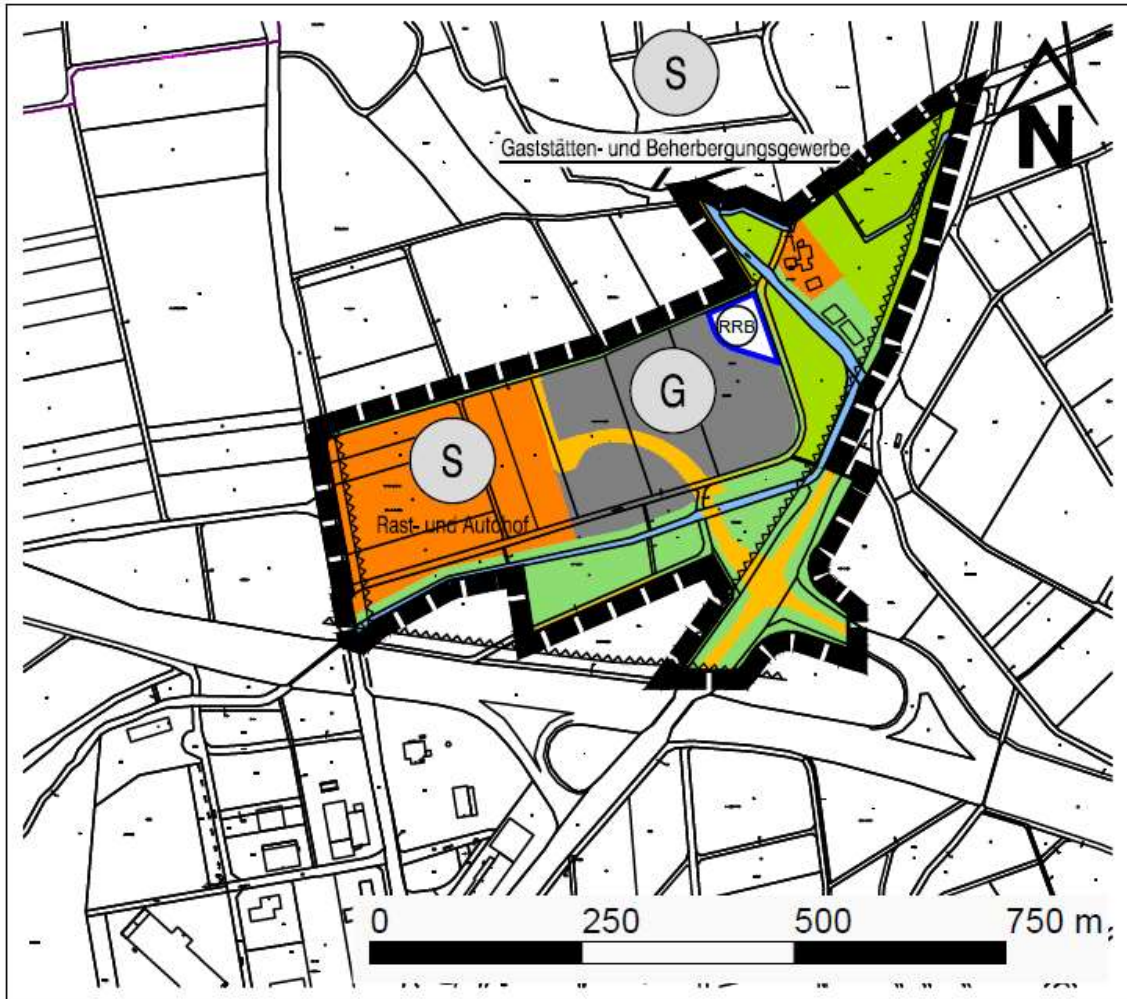 S
Gaststätten- und Beherbergungsgewerbe
N
RRB
G
S
Rast- und Autohof
0 250 500 750 m